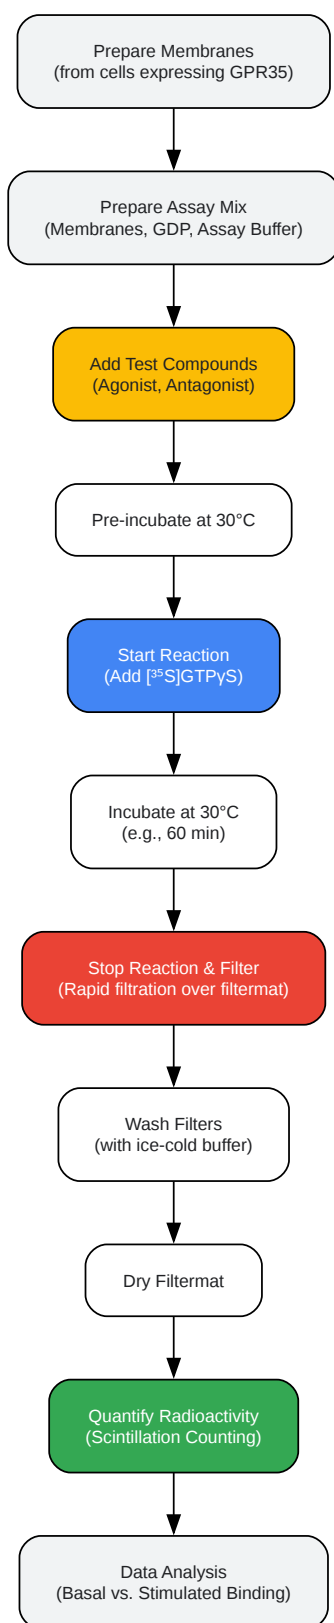 Prepare Membranes
(from cells expressing GPR35)
Prepare Assay Mix
(Membranes, GDP, Assay Buffer)
Add Test Compounds
(Agonist, Antagonist)
Pre-incubate at 30°C
Start Reaction
(Add [³⁵S]GTPγS)
Incubate at 30°C
(e.g., 60 min)
Stop Reaction & Filter
(Rapid filtration over filtermat)
Wash Filters
(with ice-cold buffer)
Dry Filtermat
Quantify Radioactivity
(Scintillation Counting)
Data Analysis
(Basal vs. Stimulated Binding)